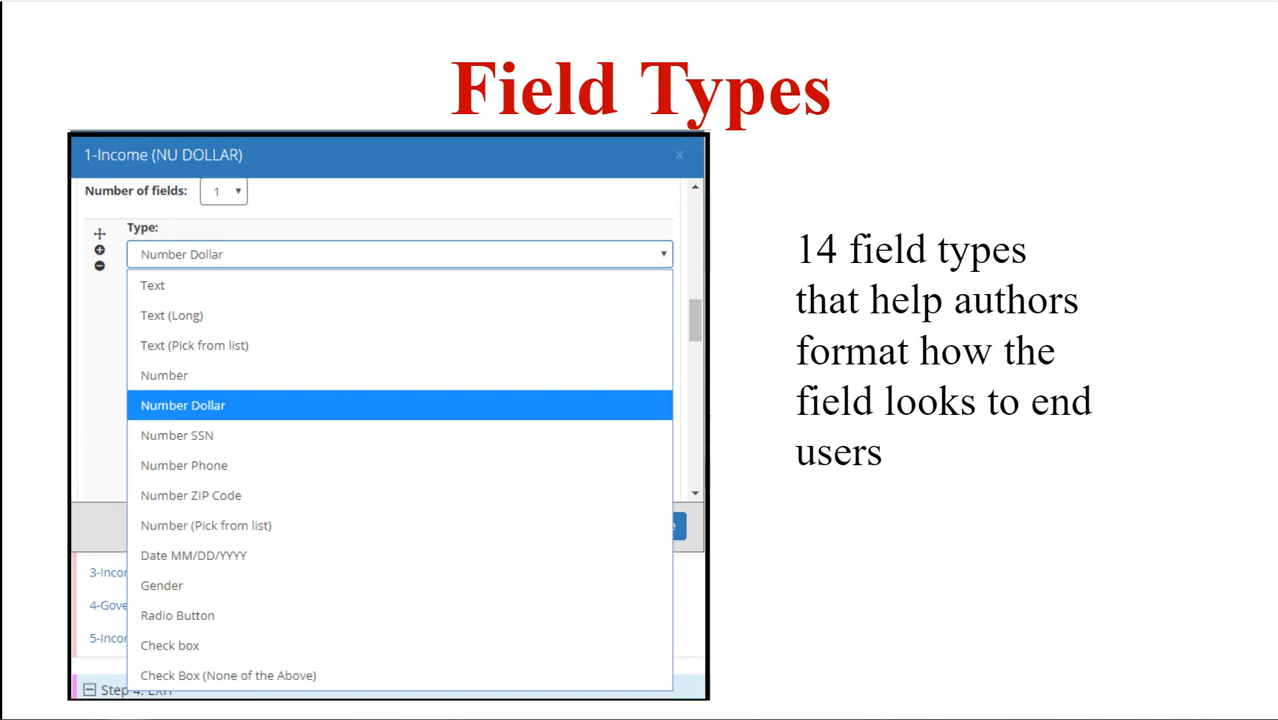 Field Types
1-Income (NU DOLLAR) ×
Number of fields: 1
Type:
Number Dollar
Text
Text (Long)
Text (Pick from list)
Number
Number Dollar
Number SSN
Number Phone
Number ZIP Code
Number (Pick from list)
Date MM/DD/YYYY
Gender
Radio Button
Check box
Check Box (None of the Above)
3-Incor
4-Gove
5-Incor
Step 4: EXIT
14 field types
that help authors
format how the
field looks to end
users